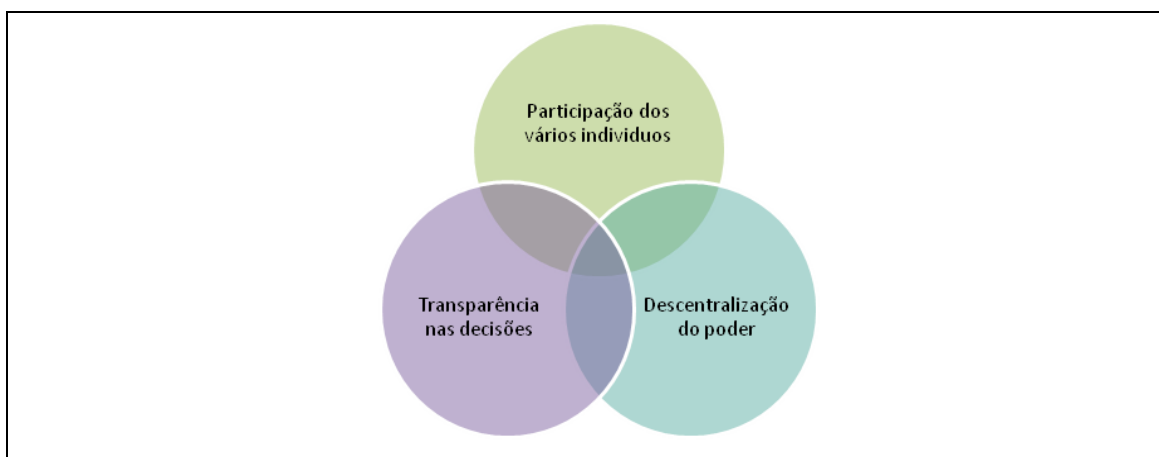 Participação dos
vários individuos
Transparência
nas decisões
Descentralização
do poder